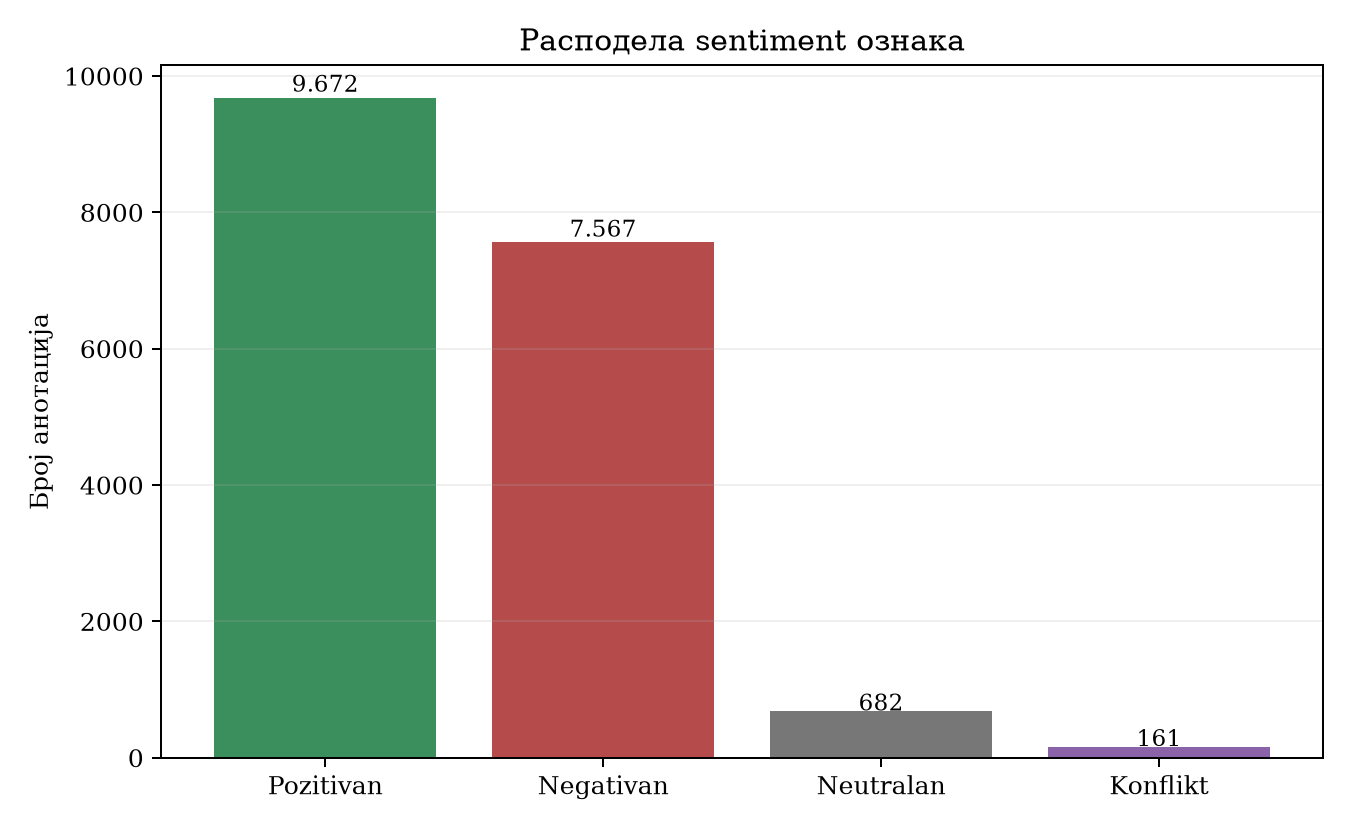 Расподела sentiment ознака
Број анотација
10000
8000
6000
4000
2000
0
9.672
7.567
682
161
Pozitivan
Negativan
Neutralan
Konflikt